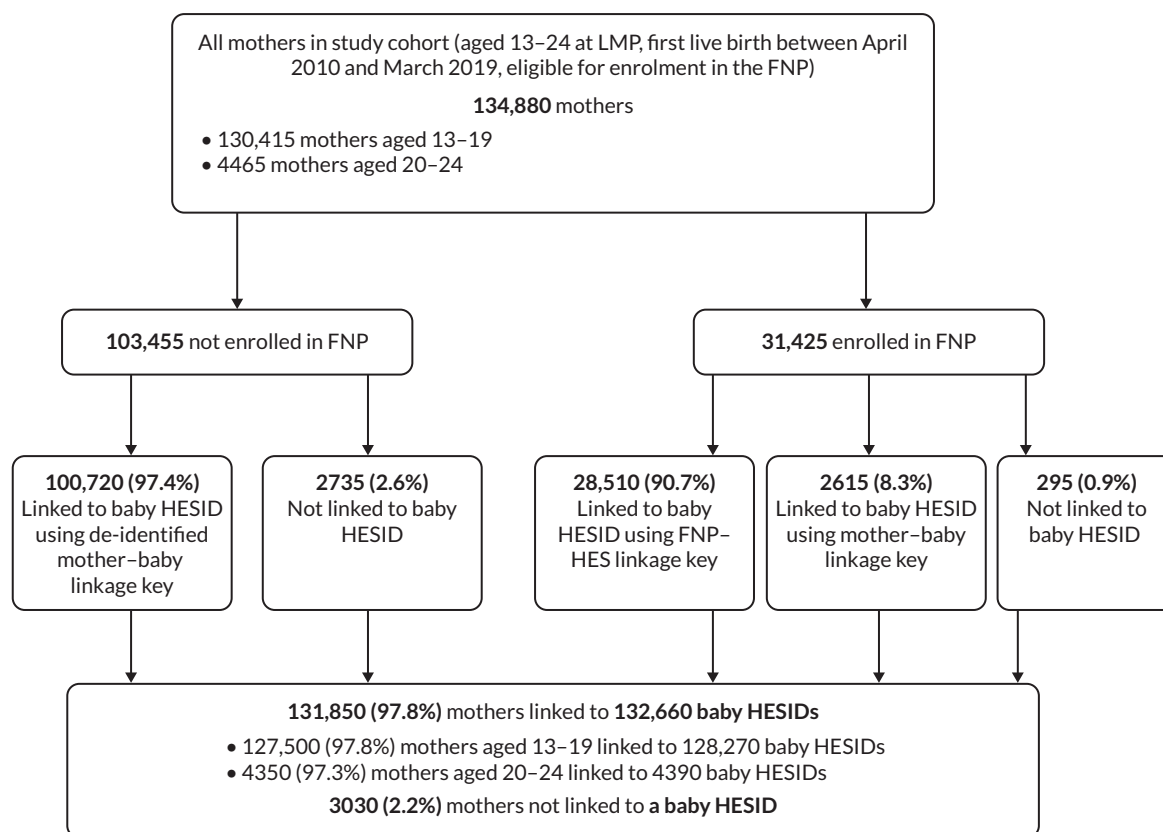 All mothers in study cohort (aged 13–24 at LMP, first live birth between April
2010 and March 2019, eligible for enrolment in the FNP)
134,880 mothers
• 130,415 mothers aged 13–19
• 4465 mothers aged 20–24
103,455 not enrolled in FNP
31,425 enrolled in FNP
100,720 (97.4%)
Linked to baby HESID
using de-identified
mother–baby
linkage key
2735 (2.6%)
Not linked to baby
HESID
28,510 (90.7%)
Linked to baby
HESID using FNP–
HES linkage key
2615 (8.3%)
Linked to baby HESID
using mother–baby
linkage key
295 (0.9%)
Not linked to
baby HESID
131,850 (97.8%) mothers linked to 132,660 baby HESIDs
• 127,500 (97.8%) mothers aged 13–19 linked to 128,270 baby HESIDs
• 4350 (97.3%) mothers aged 20–24 linked to 4390 baby HESIDs
3030 (2.2%) mothers not linked to a baby HESID